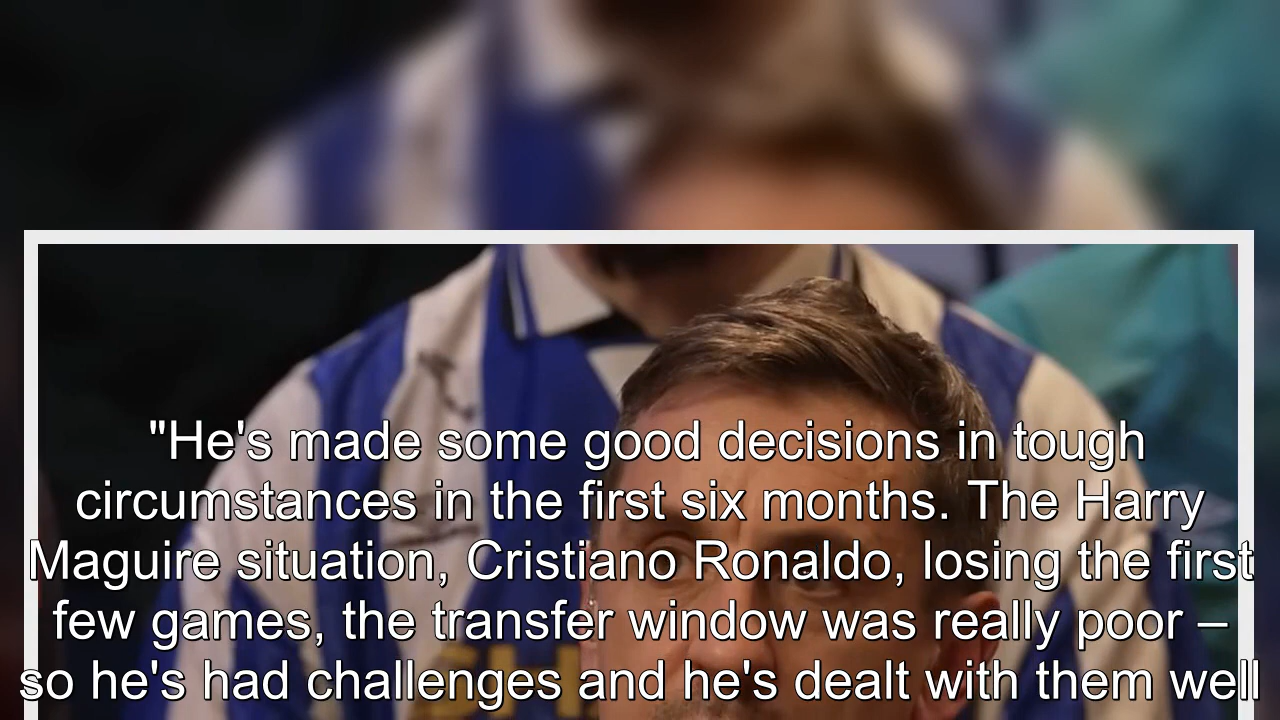 "He's made some good decisions in tough
circumstances in the first six months. The Harry
Maguire situation, Cristiano Ronaldo, losing the first
few games, the transfer window was really poor –
so he's had challenges and he's dealt with them well